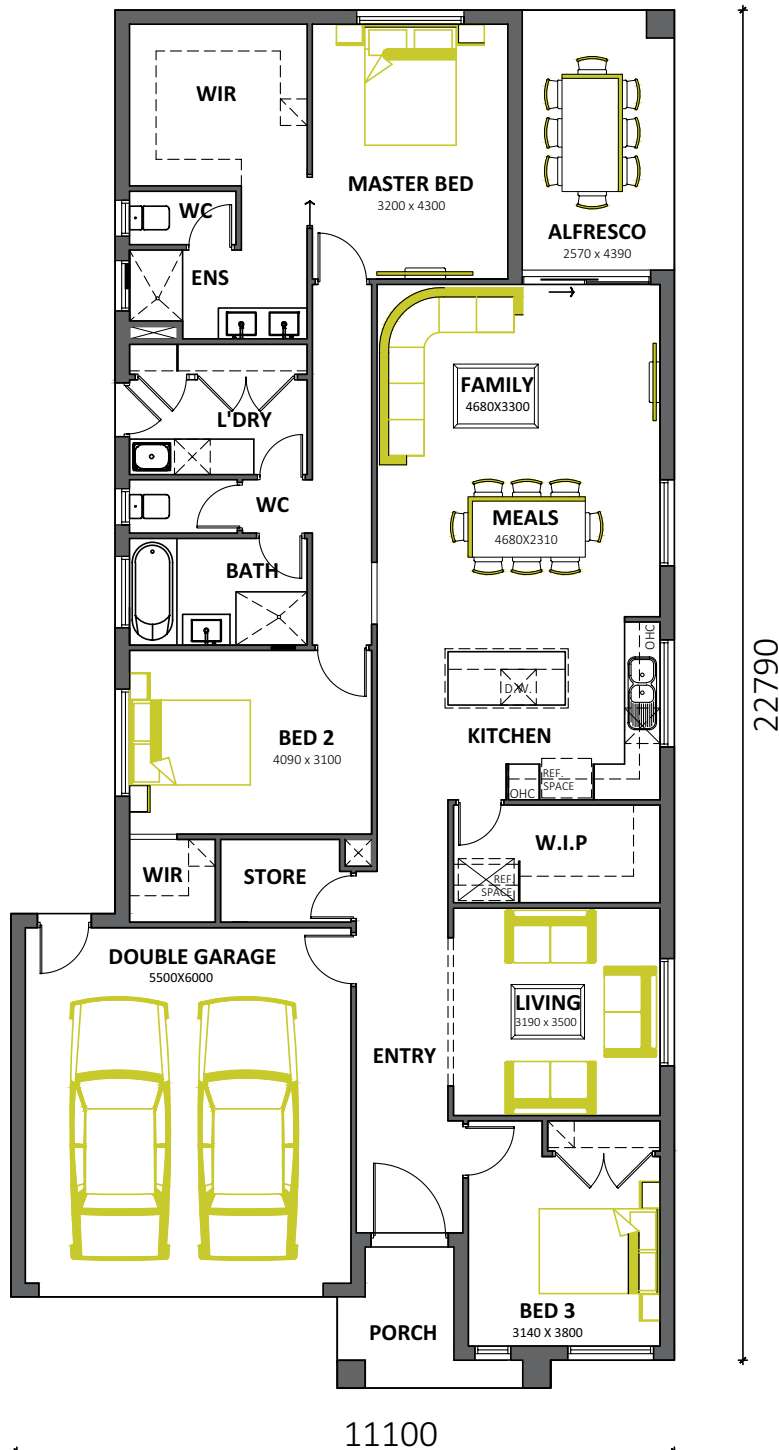 WIR
MASTER BED
3200 x 4300
ALFRESCO
2570 x 4390
WC
ENS
FAMILY
4680X3300
L'DRY
WC
MEALS
4680X2310
BATH
OHC
D.W.
KITCHEN
BED 2
4090 x 3100
REF.
SPACE
OHC
W.I.P
WIR
STORE
REF.
SPACE
DOUBLE GARAGE
5500X6000
LIVING
3190 x 3500
ENTRY
BED 3
3140 X 3800
PORCH
22790
11100